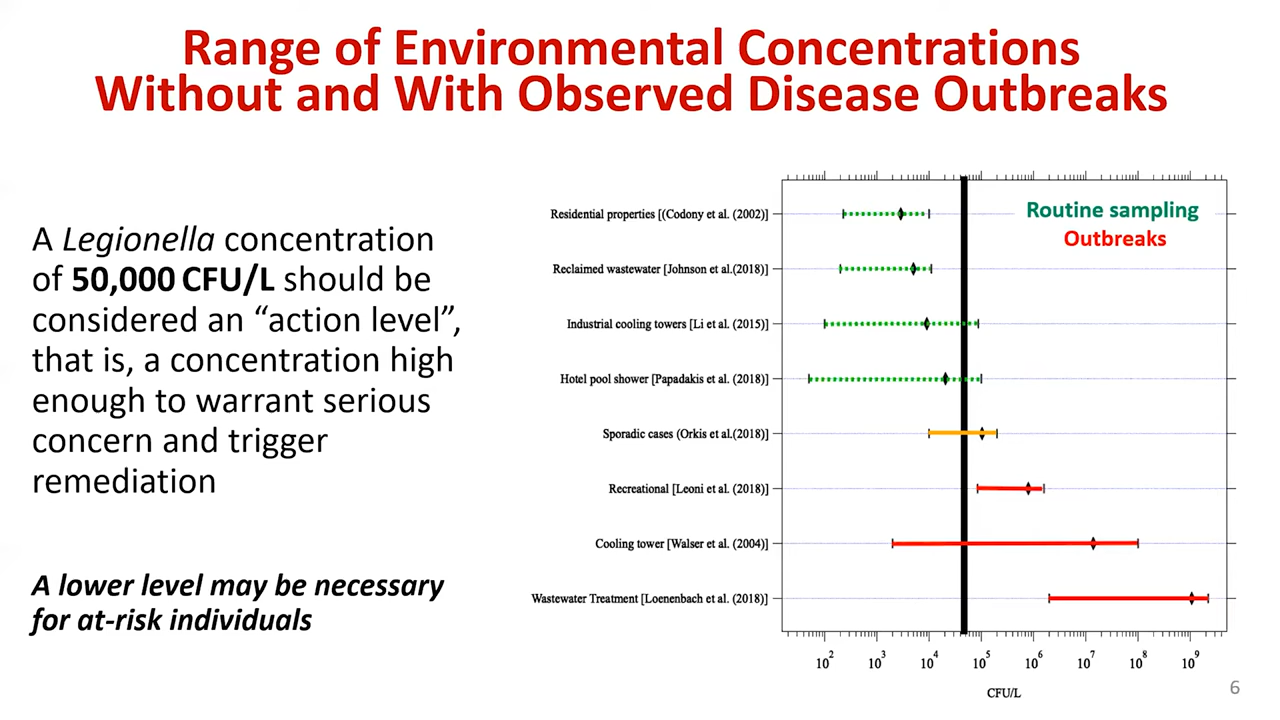 Range of Environmental Concentrations
Without and With Observed Disease Outbreaks
A Legionella concentration
of 50,000 CFU/L should be
considered an “action level”,
that is, a concentration high
enough to warrant serious
concern and trigger
remediation
A lower level may be necessary
for at-risk individuals
Routine sampling
Outbreaks
Residential properties [(Codony et al. (2002)]
Reclaimed wastewater [Johnson et al.(2018)]
Industrial cooling towers [Li et al. (2015)]
Hotel pool shower [Papadakis et al. (2018)]
Sporadic cases (Orkis et al.(2018)]
Recreational [Leoni et al. (2018)]
Cooling tower [Walser et al. (2004)]
Wastewater Treatment [Loenenbach et al. (2018)]
10² 10³ 10⁴ 10⁵ 10⁶ 10⁷ 10⁸ 10⁹
CFU/L
6